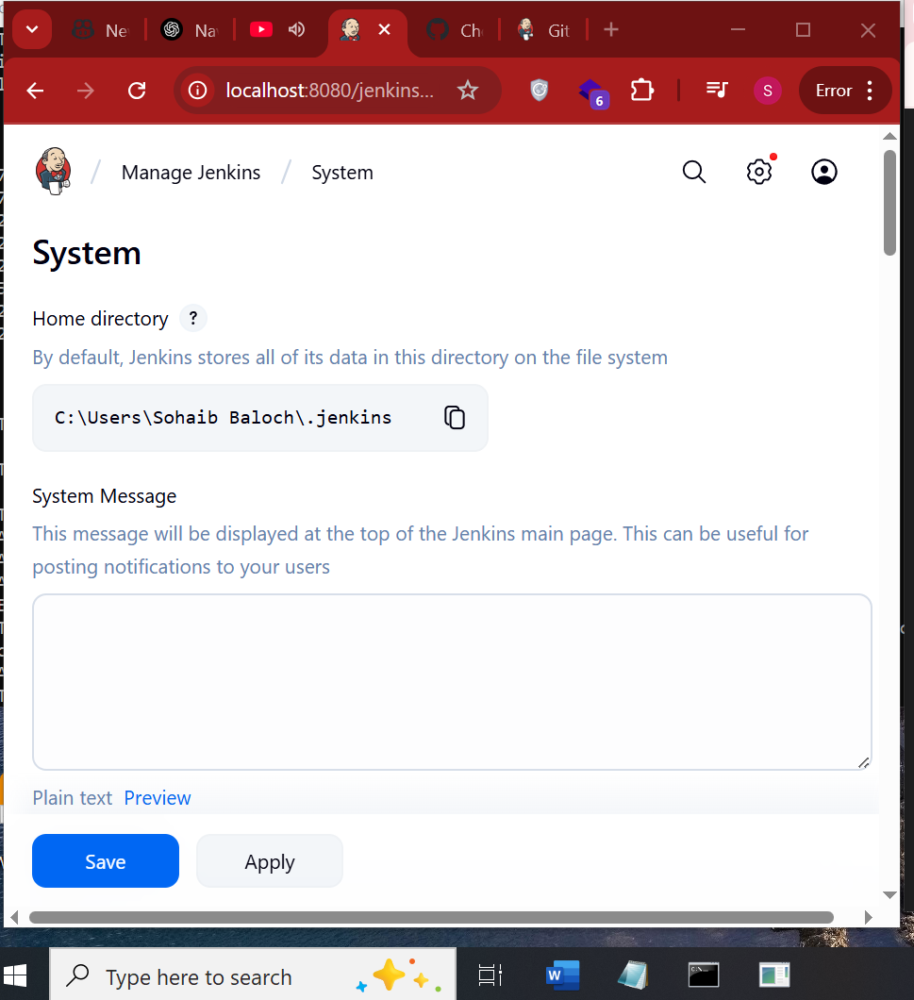 Ne
Na
Ch
Git
localhost:8080/jenkins...
6
S
Error
/ Manage Jenkins / System
System
Home directory ?
By default, Jenkins stores all of its data in this directory on the file system
C:\Users\Sohaib Baloch\.jenkins
System Message
This message will be displayed at the top of the Jenkins main page. This can be useful for
posting notifications to your users
Plain text Preview
Save Apply
Type here to search